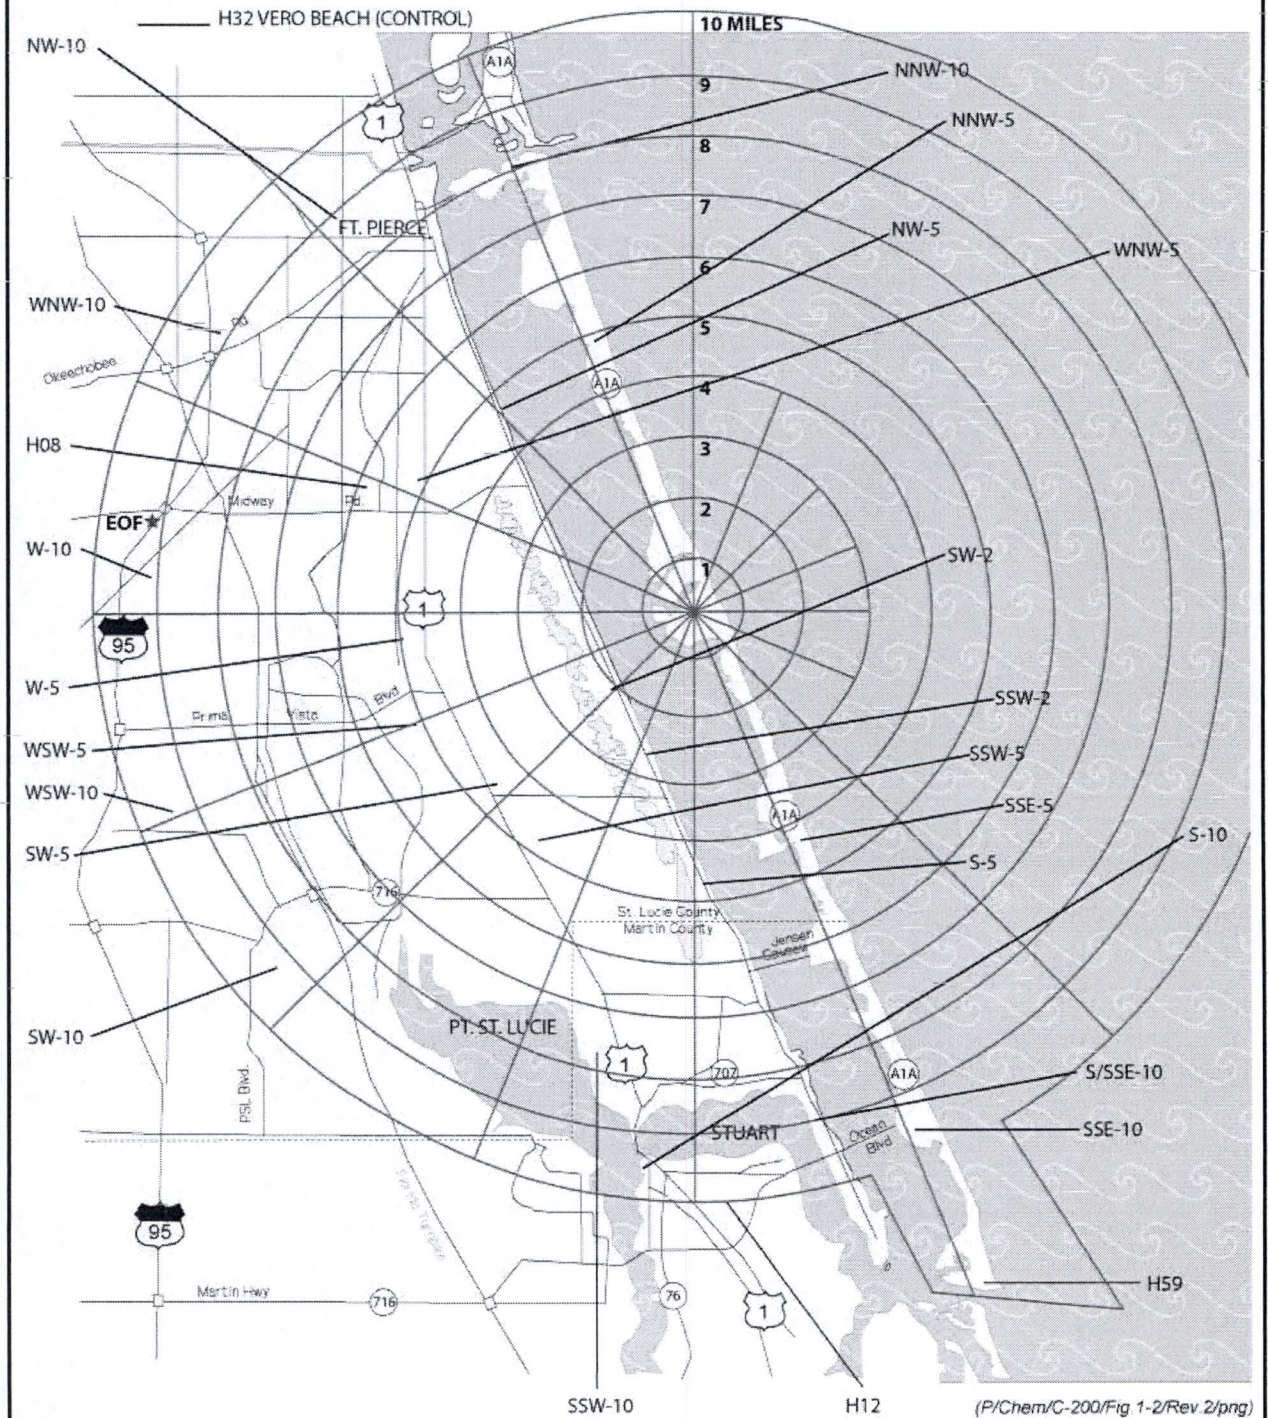 H32 VERO BEACH (CONTROL)
10 MILES
NW-10
A1A
NNW-10
9
1
NNW-5
8
7
FT. PIERCE
NW-5
WNW-5
6
WNW-10
5
Okeechobee
A1A
4
H08
3
Midway Rd.
2
EOF
W-10
SW-2
1
1
95
W-5
Blvd
SSW-2
Prima Vista
WSW-5
SSW-5
WSW-10
SSE-5
A1A
S-10
SW-5
S-5
716
St. Lucie County
Martin County
Jensen
Causeway
SW-10
PT. ST. LUCIE
1
707
A1A
S/SSE-10
PSL Blvd.
STUART
Ocean
Blvd
SSE-10
95
H59
Martin Hwy
716
76
1
SSW-10
H12
(P/Chem/C-200/Fig 1-2/Rev.2/png)